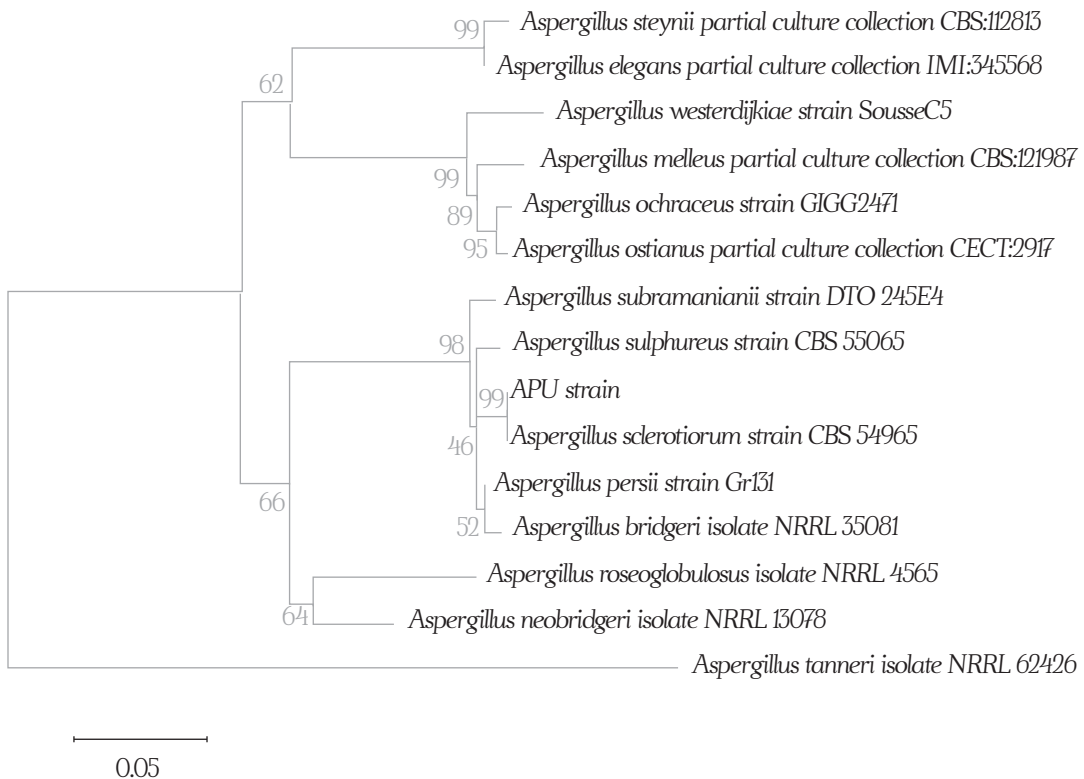 99
Aspergillus steynii partial culture collection CBS:112813
Aspergillus elegans partial culture collection IMI:345568
62
Aspergillus westerdijkiae strain SousseC5
Aspergillus melleus partial culture collection CBS:121987
99
Aspergillus ochraceus strain GIGG2471
89
Aspergillus ostianus partial culture collection CECT:2917
95
Aspergillus subramanianii strain DTO 245E4
Aspergillus sulphureus strain CBS 55065
98
APU strain
99
Aspergillus sclerotiorum strain CBS 54965
46
Aspergillus persii strain Gr131
66
Aspergillus bridgeri isolate NRRL 35081
52
Aspergillus roseoglobulosus isolate NRRL 4565
64
Aspergillus neobridgeri isolate NRRL 13078
Aspergillus tanneri isolate NRRL 62426
0.05